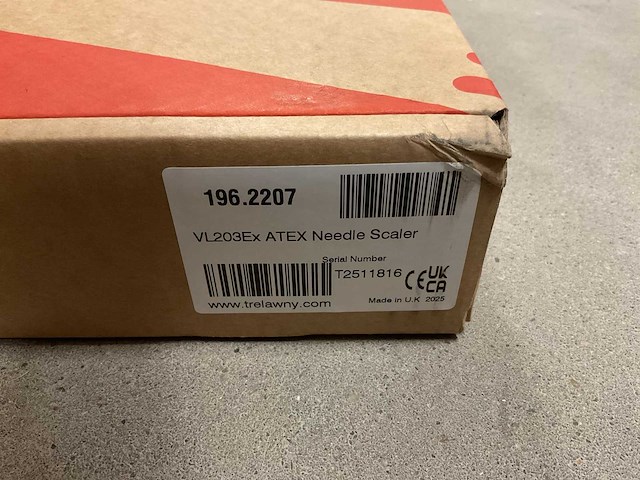 196.2207
VL203Ex ATEX Needle Scaler
Serial Number
T2511816
CE UK CA
www.trelawny.com
Made in U.K 2025